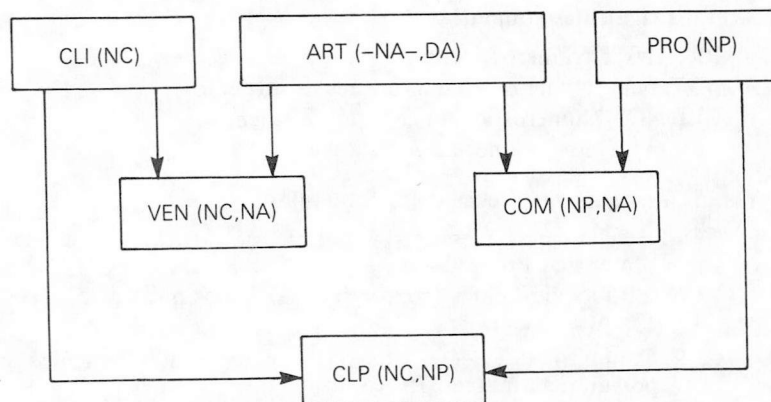 CLI (NC)
ART (–NA–,DA)
PRO (NP)
VEN (NC,NA)
COM (NP,NA)
CLP (NC,NP)